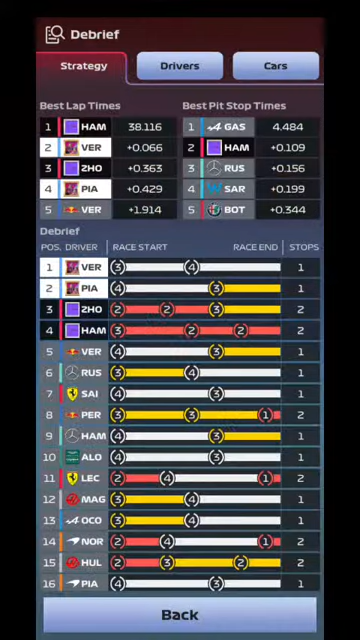 Debrief
Strategy Drivers Cars
Best Lap Times Best Pit Stop Times
1 HAM 38.116 1 GAS 4.484
2 VER +0.066 2 HAM +0.109
3 ZHO +0.363 3 RUS +0.156
4 PIA +0.429 4 SAR +0.199
5 VER +1.914 5 BOT +0.344
Debrief
POS. DRIVER RACE START RACE END STOPS
1 VER 3 4 1
2 PIA 4 3 1
3 ZHO 2 2 3 2
4 HAM 3 2 2 2
5 VER 4 3 1
6 RUS 3 4 1
7 SAI 4 3 1
8 PER 3 3 1 2
9 HAM 4 3 1
10 ALO 4 3 1
11 LEC 2 4 1 2
12 MAG 3 4 1
13 OCO 3 4 1
14 NOR 2 4 1 2
15 HUL 2 3 2 2
16 PIA 4 3 1
Back